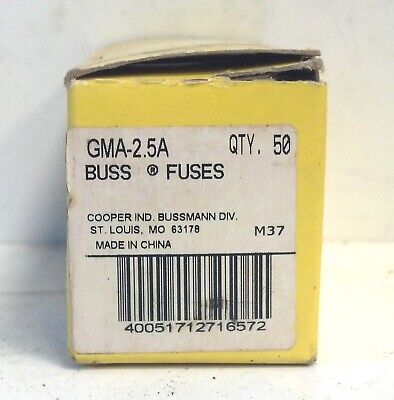 GMA-2.5A QTY. 50
BUSS ® FUSES
COOPER IND. BUSSMANN DIV.
ST. LOUIS, MO 63178 M37
MADE IN CHINA
40051712716572